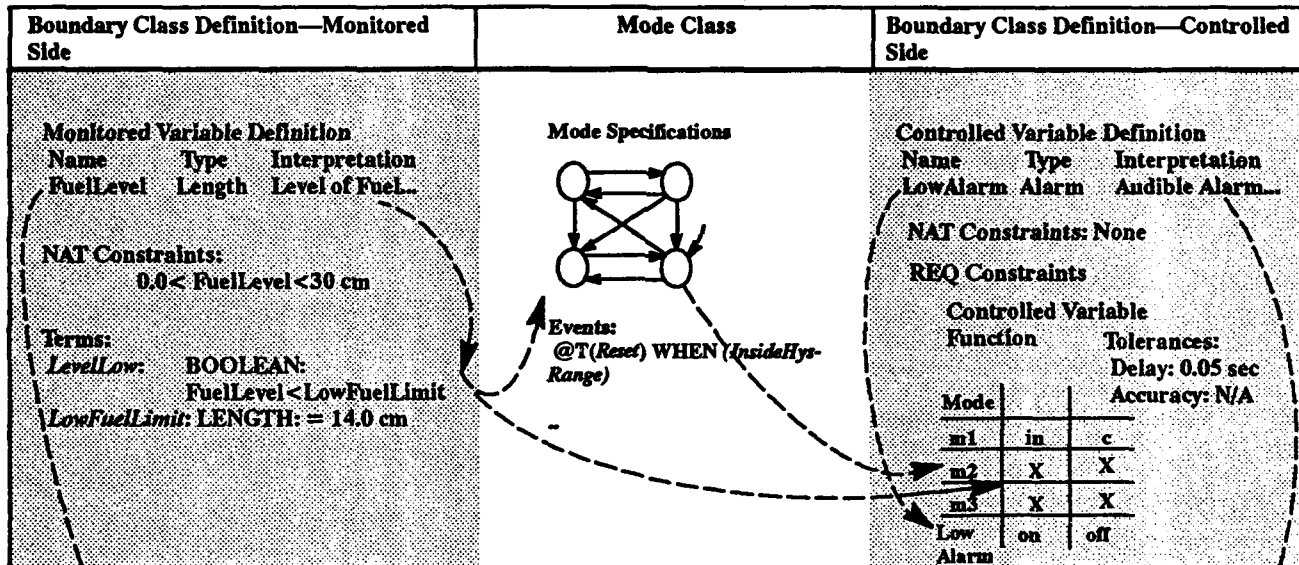 Boundary Class Definition—Monitored
Side
Mode Class
Boundary Class Definition—Controlled
Side
Monitored Variable Definition
Name Type Interpretation
FuelLevel Length Level of Fuel...
NAT Constraints:
0.0< FuelLevel<30 cm
Terms:
LevelLow: BOOLEAN:
FuelLevel<LowFuelLimit
LowFuelLimit: LENGTH: = 14.0 cm
Mode Specifications
Events:
@T(Reset) WHEN (InsideHys-
Range)
Controlled Variable Definition
Name Type Interpretation
LowAlarm Alarm Audible Alarm...
NAT Constraints: None
REQ Constraints
Controlled Variable
Function
Tolerances:
Delay: 0.05 sec
Accuracy: N/A
Mode
m1 in c
m2 X X
m3 X X
Low on off
Alarm